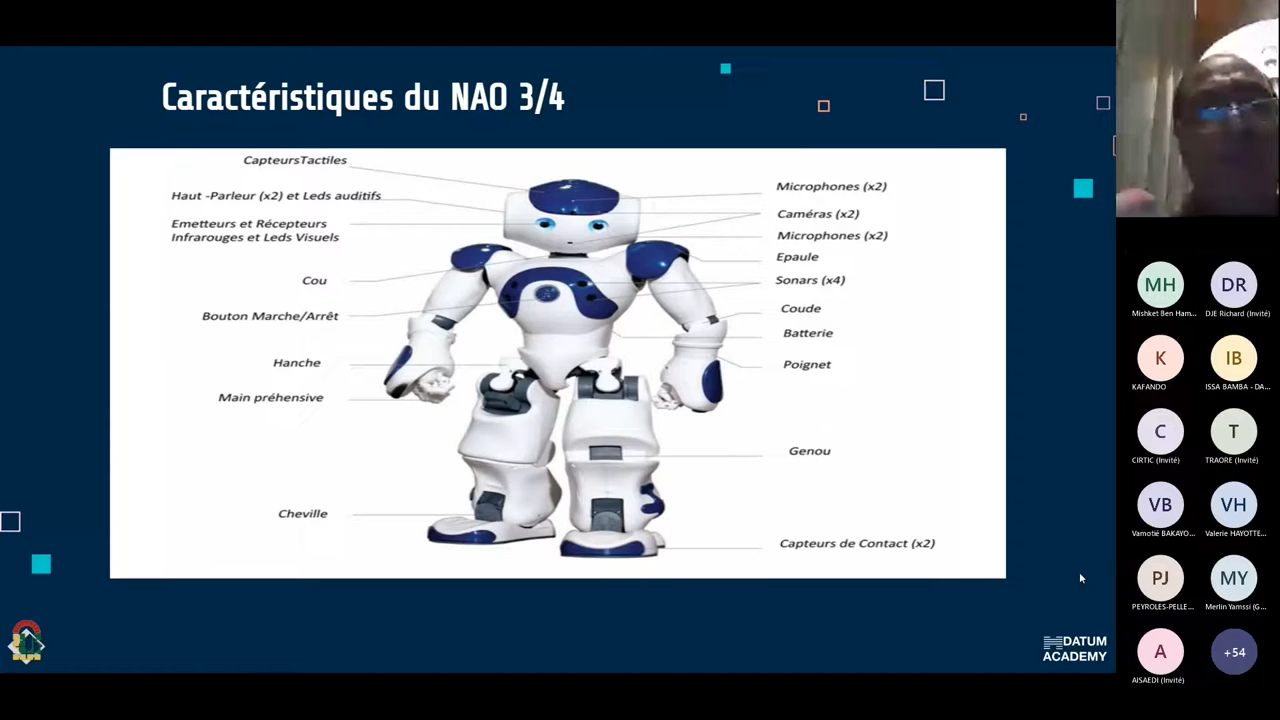 Caractéristiques du NAO 3/4
CapteursTactiles
Haut -Parleur (x2) et Leds auditifs
Emetteurs et Récepteurs
Infrarouges et Leds Visuels
Cou
Bouton Marche/Arrêt
Hanche
Main préhensive
Cheville
Microphones (x2)
Caméras (x2)
Microphones (x2)
Epaule
Sonars (x4)
Coude
Batterie
Poignet
Genou
Capteurs de Contact (x2)
DATUM
ACADEMY
MH
Mishket Ben Ham...
DR
DJE Richard (Invité)
K
KAFANDO
IB
ISSA BAMBA - DA...
C
CIRTIC (Invité)
T
TRAORE (Invité)
VB
Vamotié BAKAYO...
VH
Valerie HAYOTTE...
PJ
PEYROLES-PELLE...
MY
Merlin Yamssi (G...
A
AISAEDI (Invité)
+54